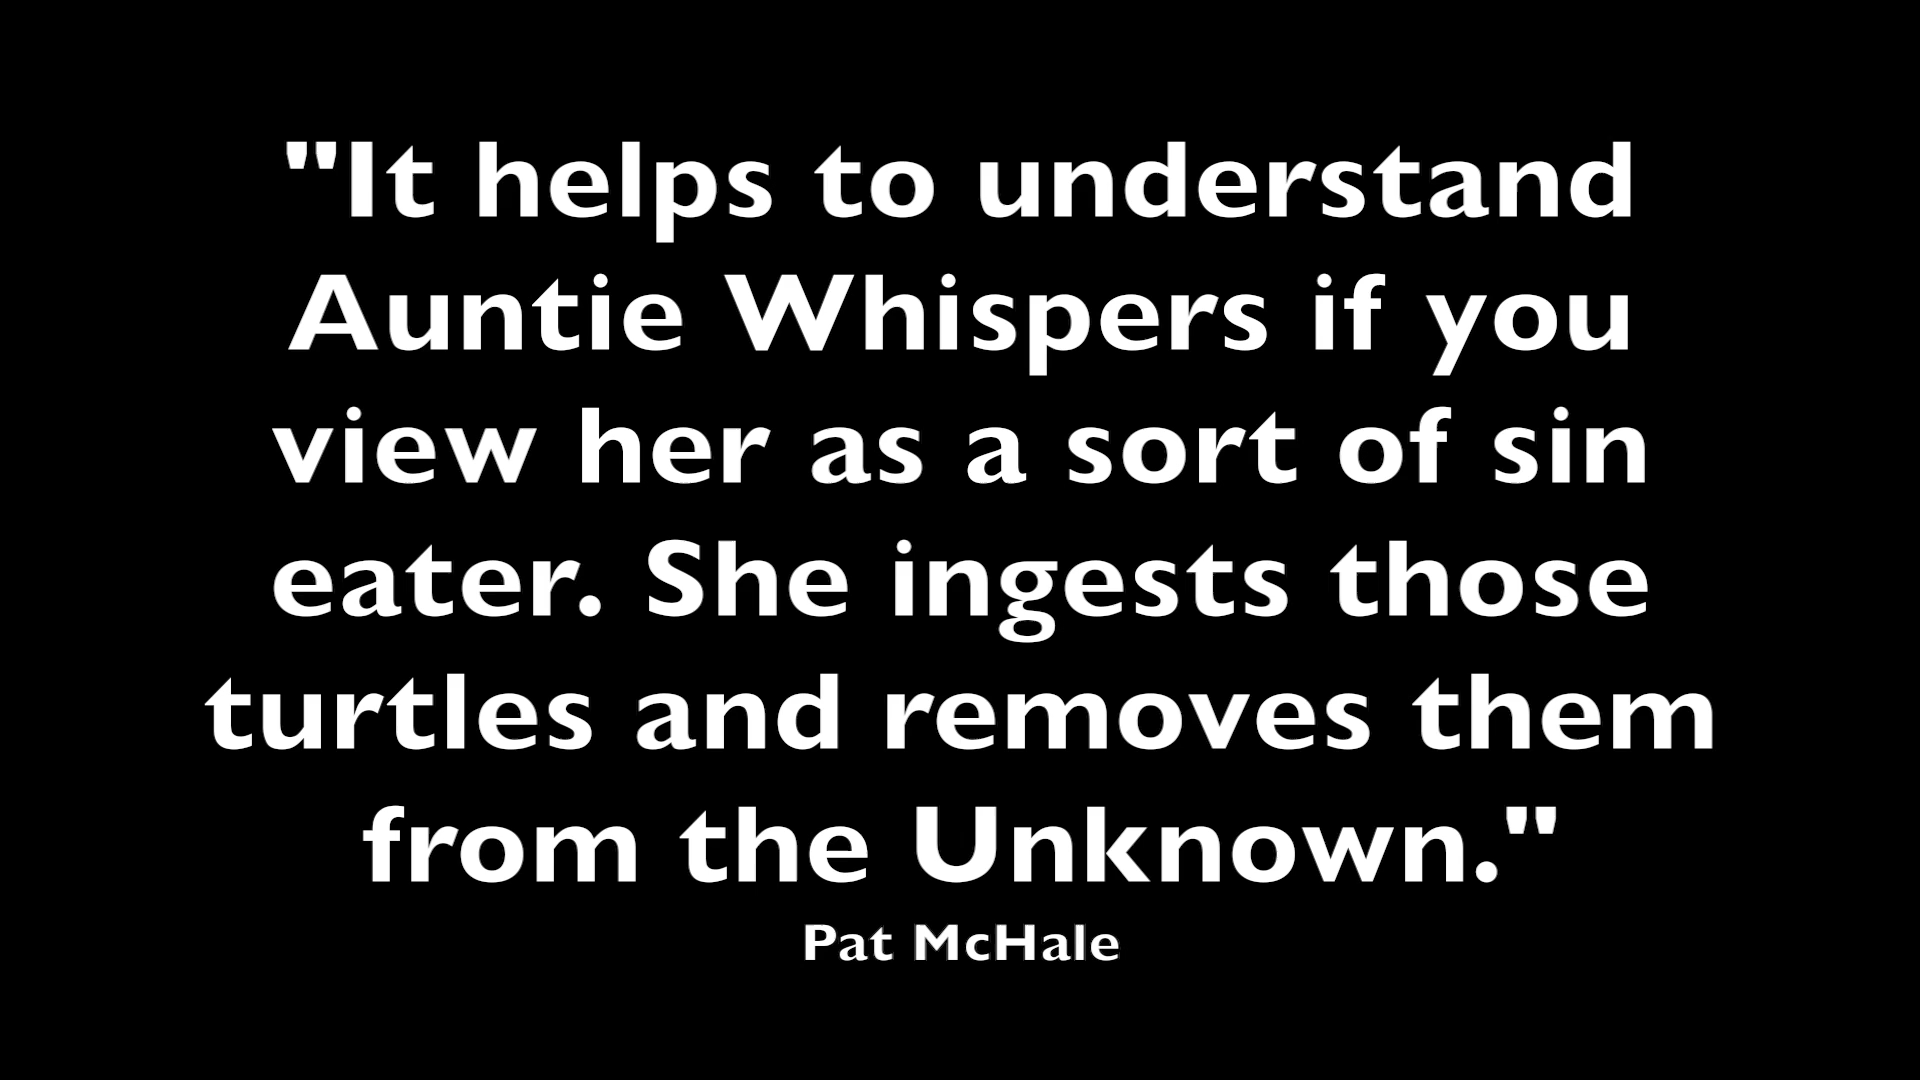 "It helps to understand
Auntie Whispers if you
view her as a sort of sin
eater. She ingests those
turtles and removes them
from the Unknown."
Pat McHale